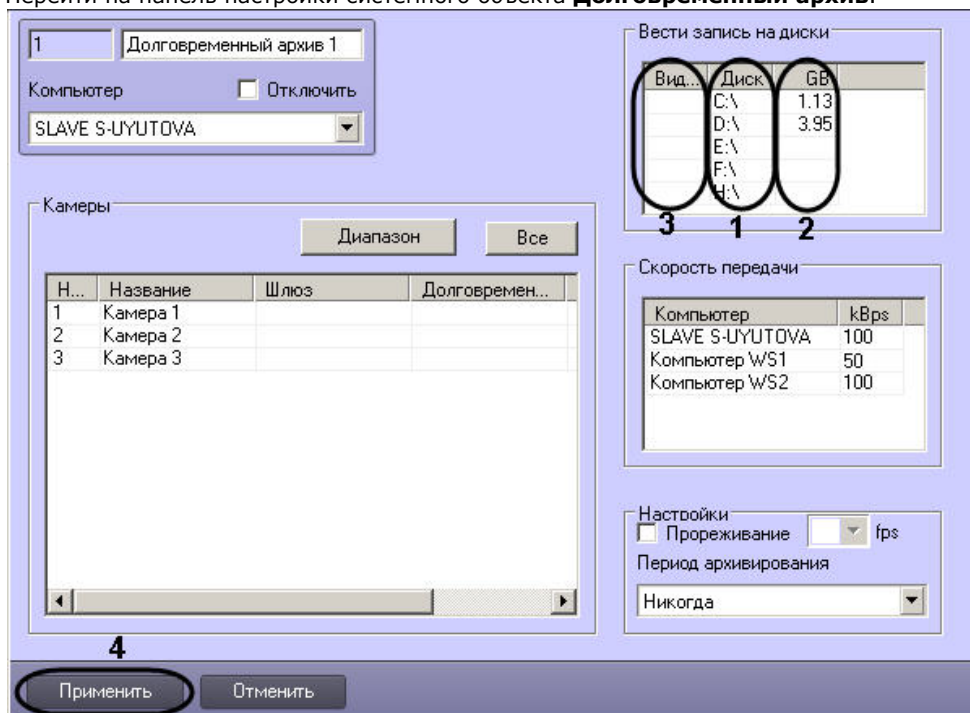 Перейти на панель настройки системного объекта Долговременный архив.
1
Долговременный архив 1
Компьютер
Отключить
SLAVE S-UYUTOVA
Вести запись на диски
Вид... Диск GB
C:\ 1.13
D:\ 3.95
E:\
F:\
H:\
3 1 2
Камеры
Диапазон Все
Н... Название Шлюз Долговремен...
1 Камера 1
2 Камера 2
3 Камера 3
Скорость передачи
Компьютер kBps
SLAVE S-UYUTOVA 100
Компьютер WS1 50
Компьютер WS2 100
Настройки
Прореживание fps
Период архивирования
Никогда
4
Применить Отменить